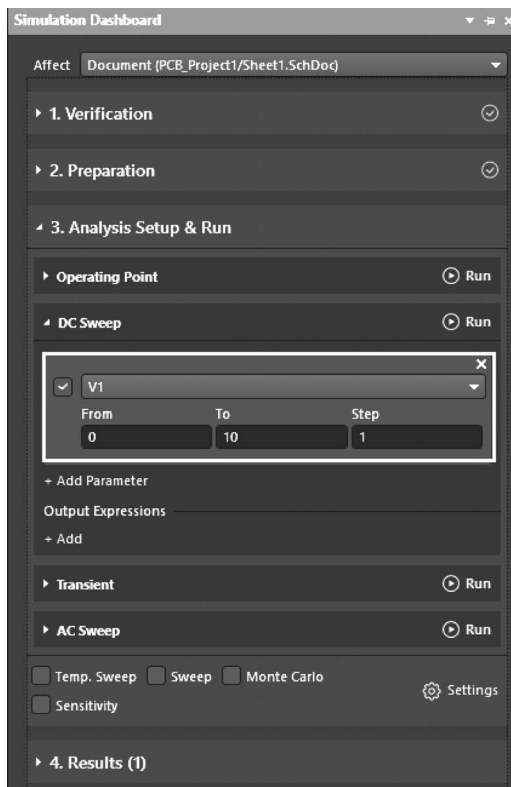 Simulation Dashboard
Affect Document (PCB_Project1/Sheet1.SchDoc)
1. Verification
2. Preparation
3. Analysis Setup & Run
Operating Point Run
DC Sweep Run
V1
From To Step
0 10 1
+ Add Parameter
Output Expressions
+ Add
Transient Run
AC Sweep Run
Temp. Sweep Sweep Monte Carlo
Settings
Sensitivity
4. Results (1)